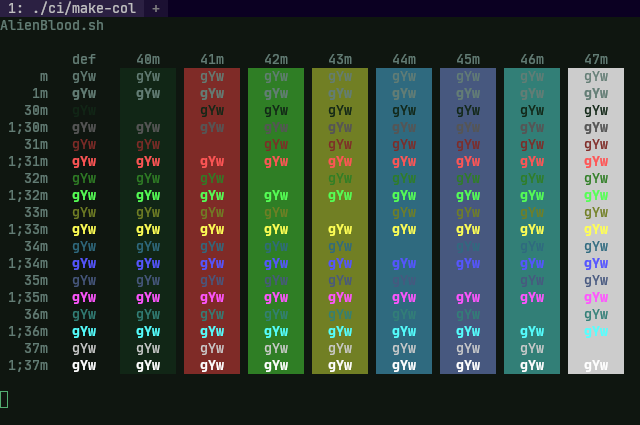 1: ./ci/make-col +
AlienBlood.sh
def 40m 41m 42m 43m 44m 45m 46m 47m
m gYw gYw gYw gYw gYw gYw gYw gYw gYw
1m gYw gYw gYw gYw gYw gYw gYw gYw gYw
30m gYw gYw gYw gYw gYw gYw gYw gYw
1;30m gYw gYw gYw gYw gYw gYw gYw gYw gYw
31m gYw gYw gYw gYw gYw gYw gYw gYw
1;31m gYw gYw gYw gYw gYw gYw gYw gYw gYw
32m gYw gYw gYw gYw gYw gYw gYw gYw
1;32m gYw gYw gYw gYw gYw gYw gYw gYw gYw
33m gYw gYw gYw gYw gYw gYw gYw gYw
1;33m gYw gYw gYw gYw gYw gYw gYw gYw gYw
34m gYw gYw gYw gYw gYw gYw gYw gYw
1;34m gYw gYw gYw gYw gYw gYw gYw gYw gYw
35m gYw gYw gYw gYw gYw gYw gYw gYw
1;35m gYw gYw gYw gYw gYw gYw gYw gYw gYw
36m gYw gYw gYw gYw gYw gYw gYw gYw
1;36m gYw gYw gYw gYw gYw gYw gYw gYw gYw
37m gYw gYw gYw gYw gYw gYw gYw gYw
1;37m gYw gYw gYw gYw gYw gYw gYw gYw gYw